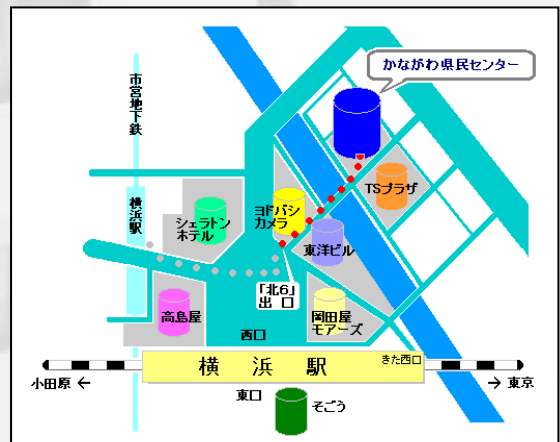 かながわ県民センター
市営地下鉄
横浜駅
TSプラザ
シェラトン
ホテル
ヨドバシ
カメラ
東洋ビル
「北6」
出口
高島屋
岡田屋
モアーズ
西口
横浜駅
きた西口
小田原 ←
→ 東京
東口
そごう